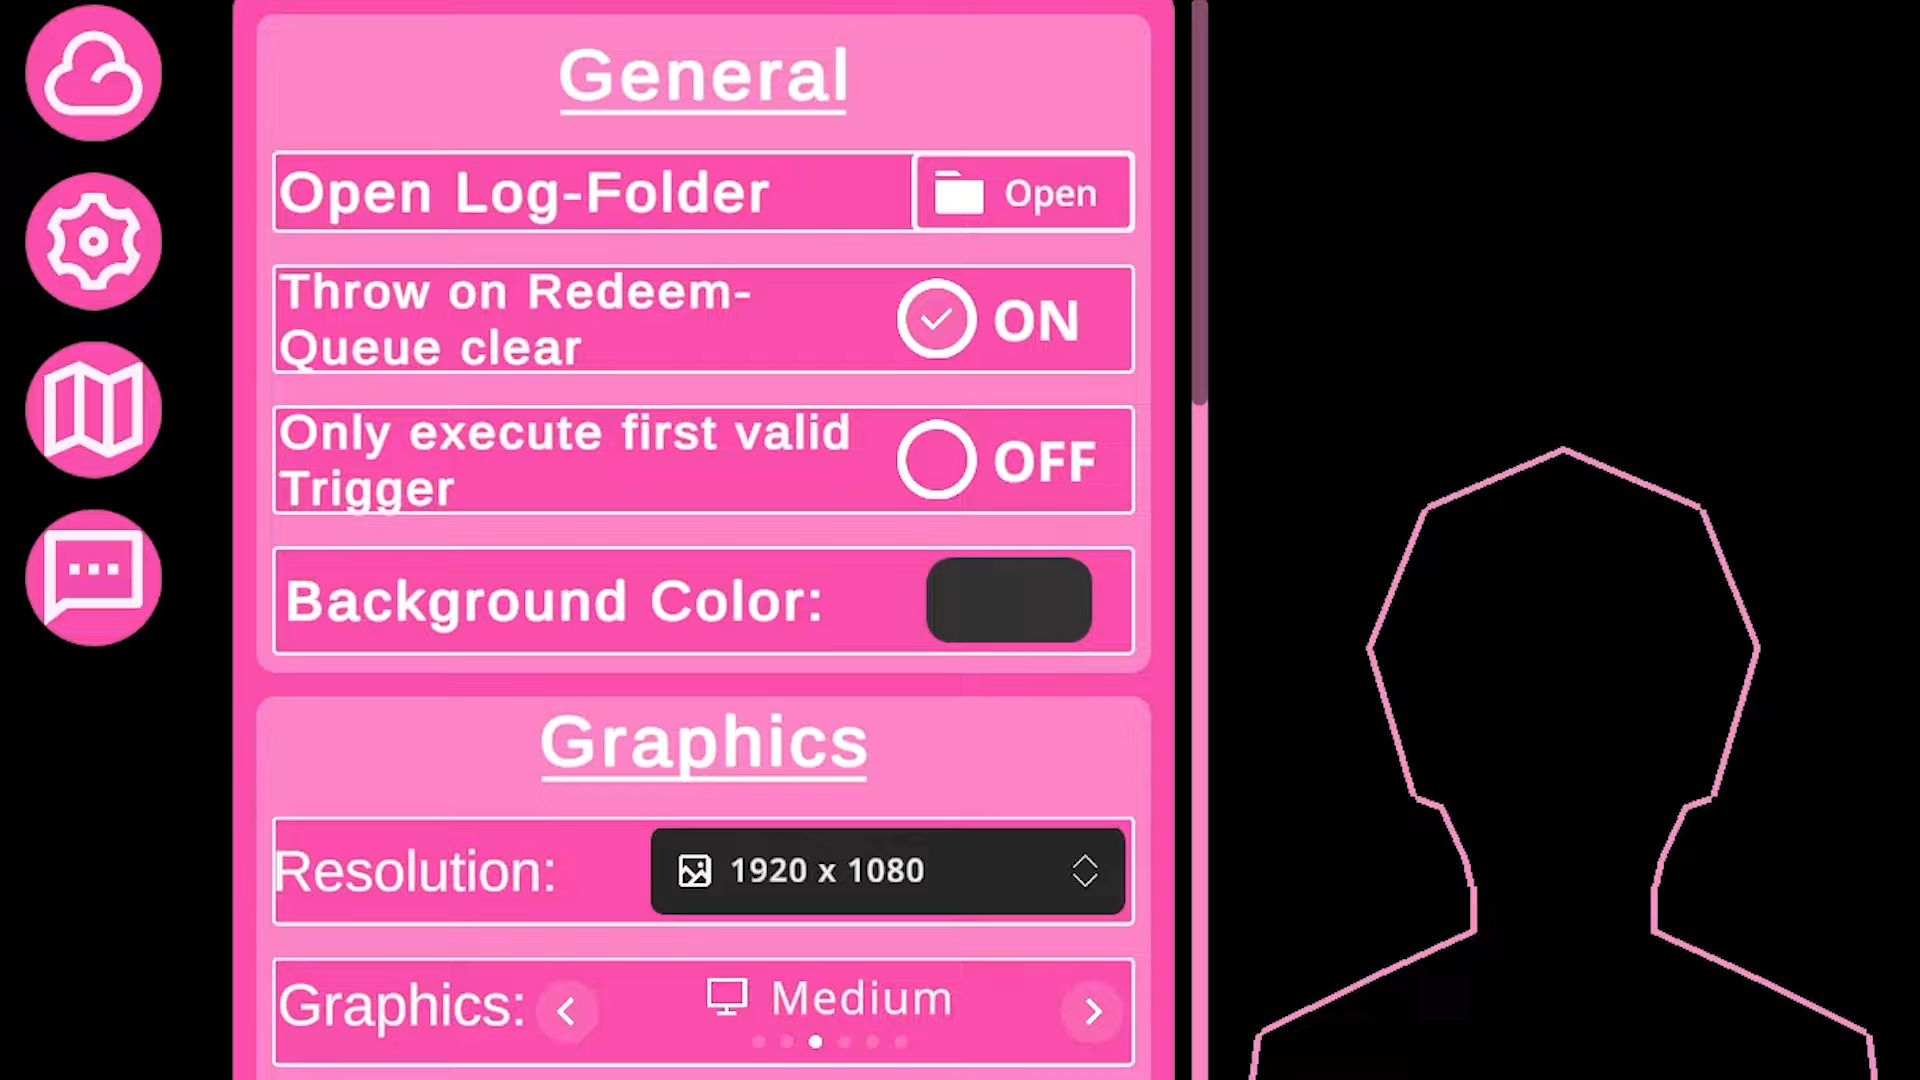 General
Open Log-Folder
Open
Throw on Redeem-
Queue clear
ON
Only execute first valid
Trigger
OFF
Background Color:
Graphics
Resolution:
1920 x 1080
Graphics:
Medium